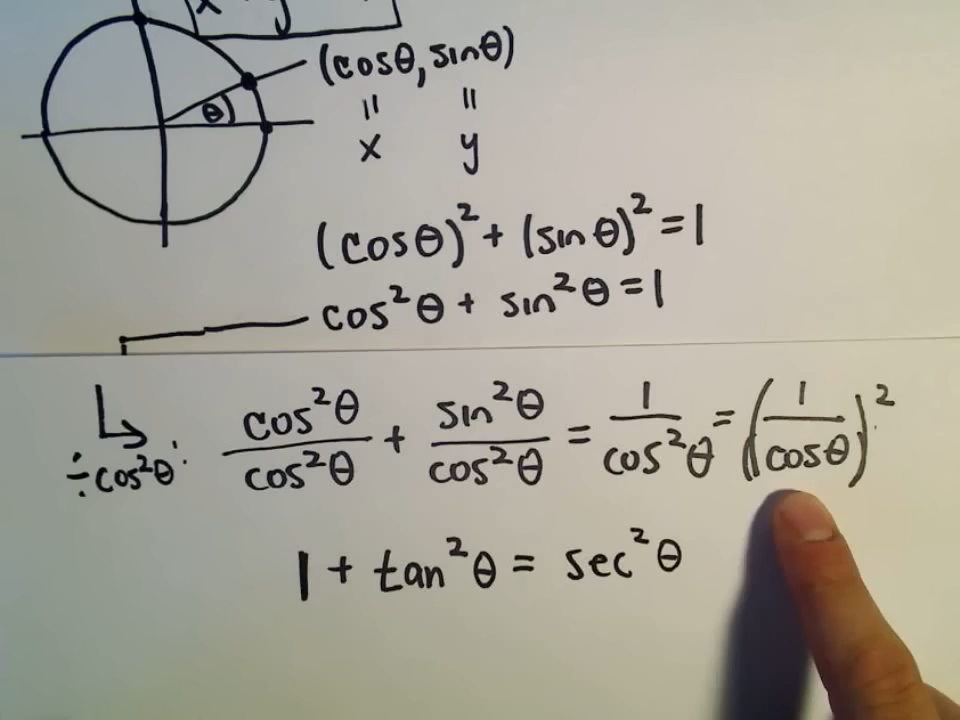 x y
(cosθ, sinθ)
θ
" "
x y
(cosθ)² + (sinθ)² = 1
cos²θ + sin²θ = 1
÷cos²θ: cos²θ/cos²θ + sin²θ/cos²θ = 1/cos²θ = (1/cosθ)²
1 + tan²θ = sec²θ